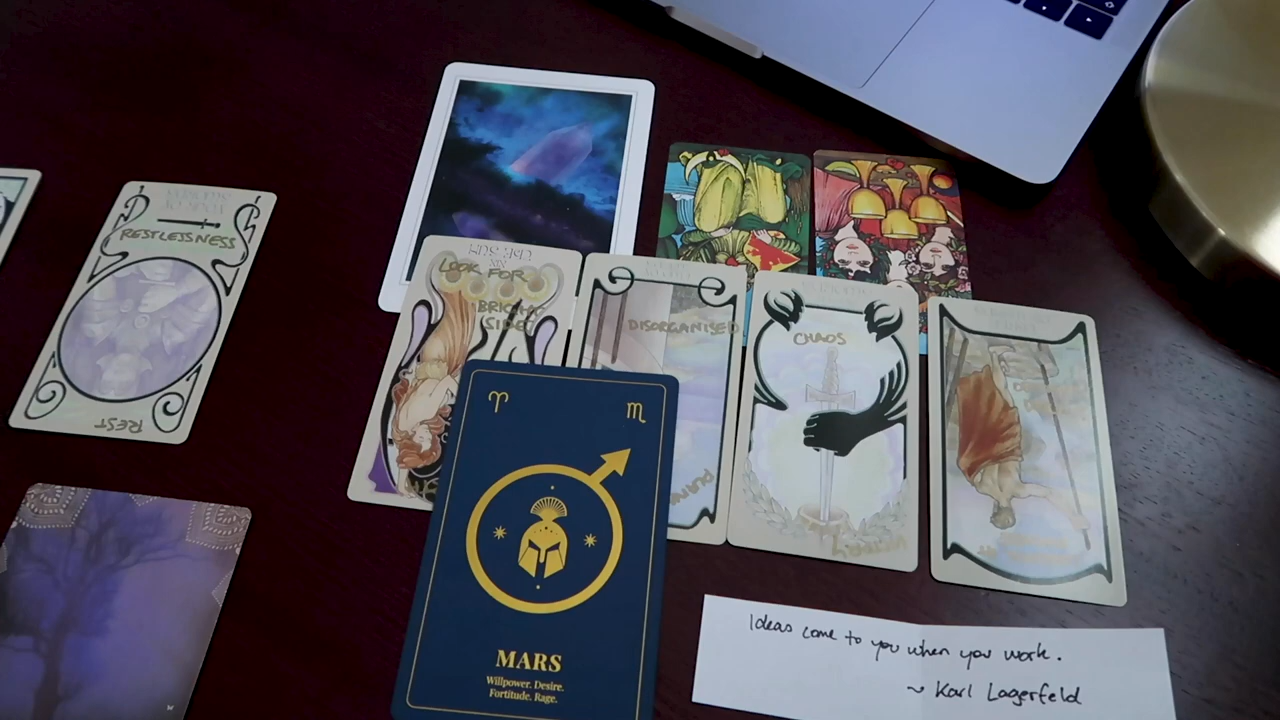 RESTLESSNESS
REST
THE SUN
XIX
LOOK FOR
BRIGHT
SIDE
DISORGANISED
CHAOS
VICTORY
♈ ♏
MARS
Willpower. Desire.
Fortitude. Rage.
Ideas come to you when you work.
~ Karl Lagerfeld